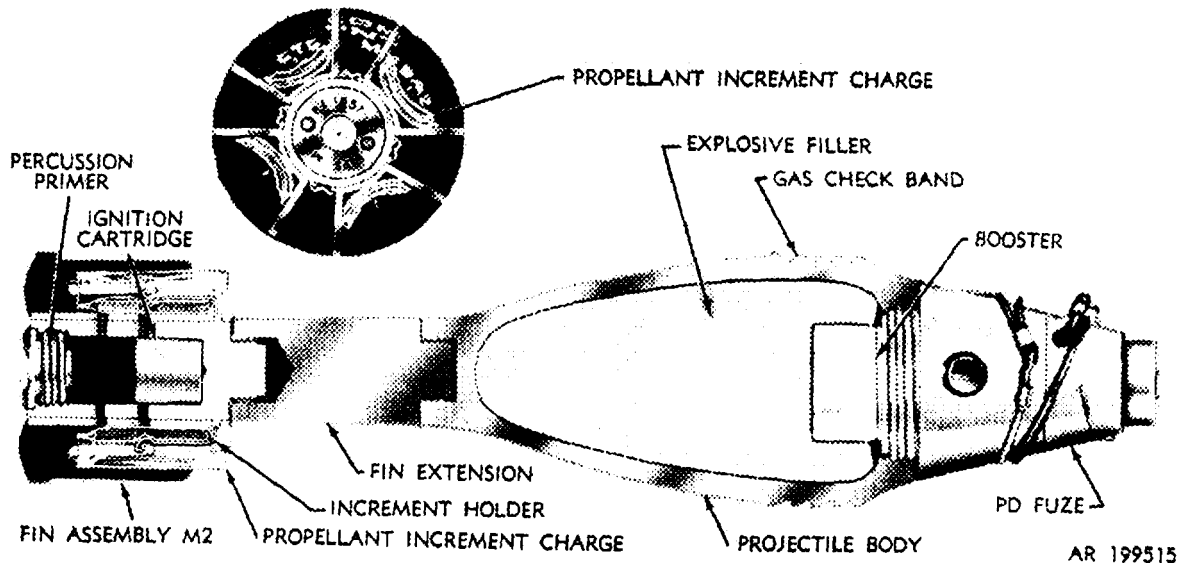 PROPELLANT INCREMENT CHARGE
EXPLOSIVE FILLER
PERCUSSION
PRIMER
GAS CHECK BAND
IGNITION
CARTRIDGE
BOOSTER
FIN EXTENSION
INCREMENT HOLDER
PD FUZE
FIN ASSEMBLY M2
PROPELLANT INCREMENT CHARGE
PROJECTILE BODY
AR 199515